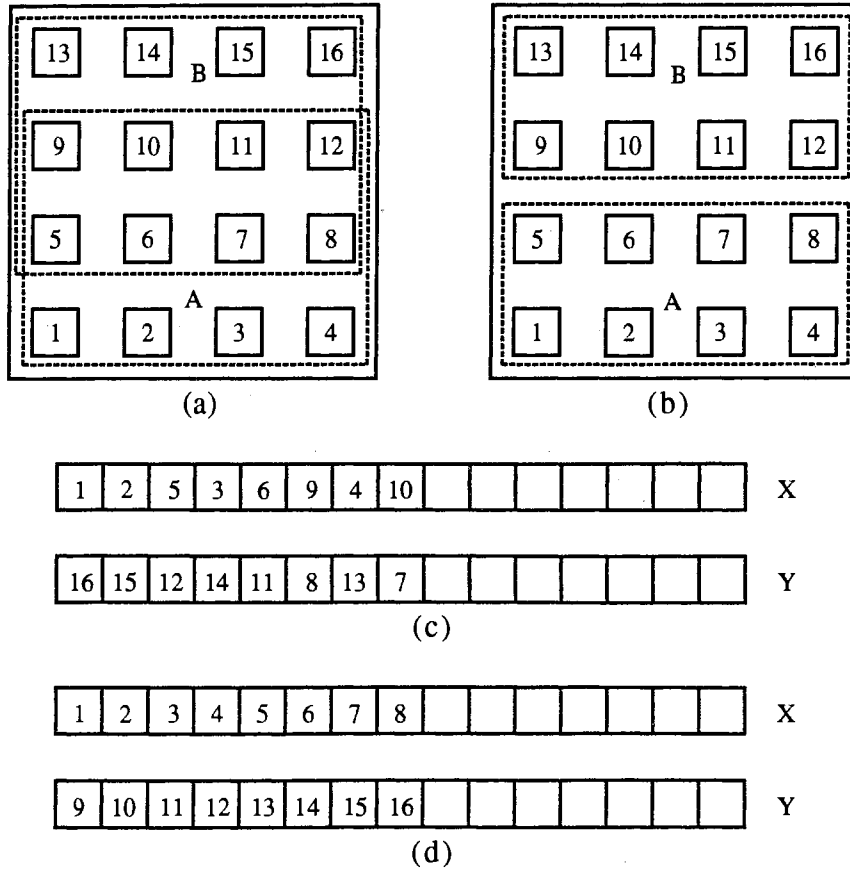 13 14 15 16
B
9 10 11 12
5 6 7 8
A
1 2 3 4
(a)
13 14 15 16
B
9 10 11 12
5 6 7 8
A
1 2 3 4
(b)
1 2 5 3 6 9 4 10 X
16 15 12 14 11 8 13 7 Y
(c)
1 2 3 4 5 6 7 8 X
9 10 11 12 13 14 15 16 Y
(d)